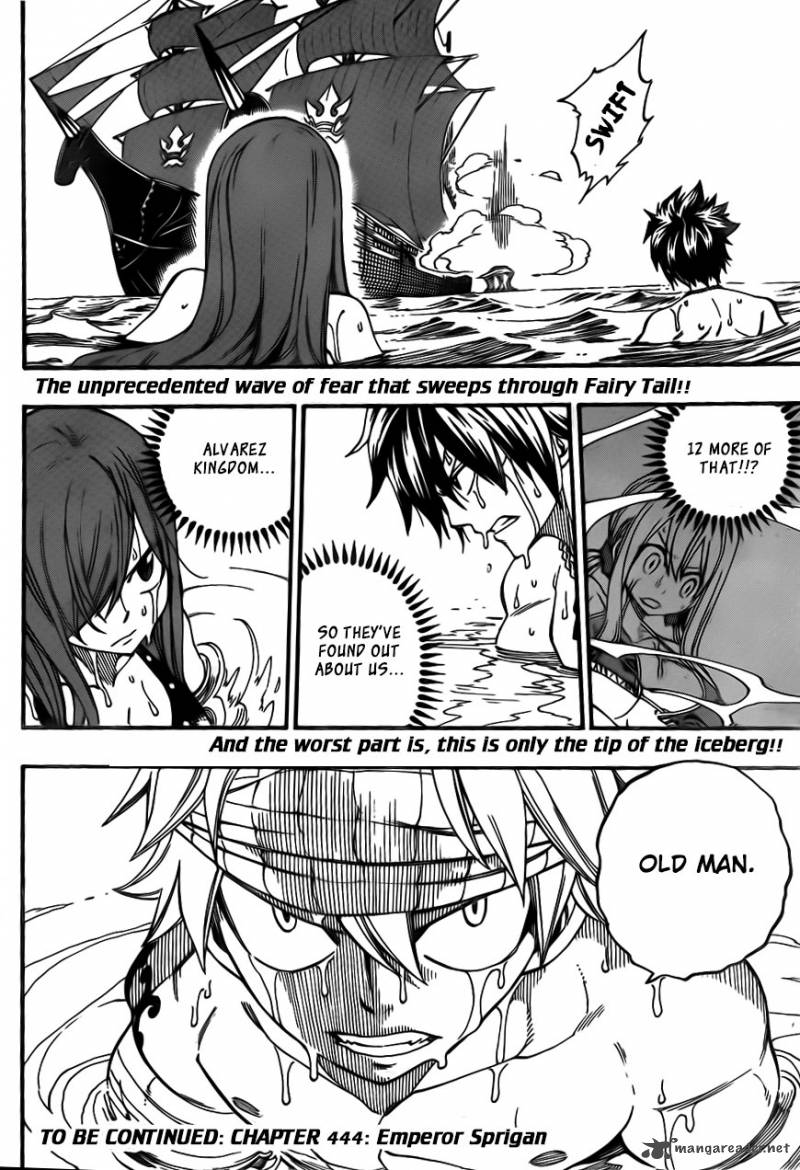 SWIFT
The unprecedented wave of fear that sweeps through Fairy Tail!!
ALVAREZ
KINGDOM...
SO THEY'VE
FOUND OUT
ABOUT US...
12 MORE OF
THAT!!?
And the worst part is, this is only the tip of the iceberg!!
OLD MAN.
TO BE CONTINUED: CHAPTER 444: Emperor Sprigan
mangareader.net